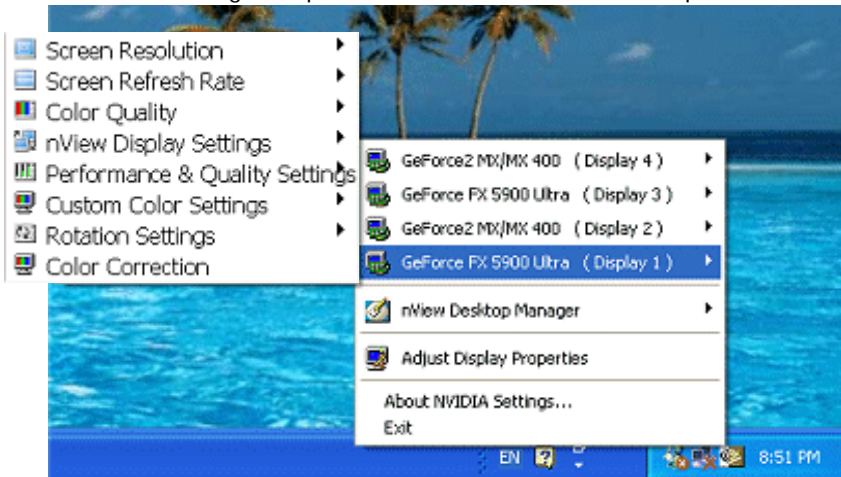 Screen Resolution
Screen Refresh Rate
Color Quality
nView Display Settings
Performance & Quality Settings
Custom Color Settings
Rotation Settings
Color Correction
GeForce2 MX/MX 400 ( Display 4 )
GeForce FX 5900 Ultra ( Display 3 )
GeForce2 MX/MX 400 ( Display 2 )
GeForce FX 5900 Ultra ( Display 1 )
nView Desktop Manager
Adjust Display Properties
About NVIDIA Settings...
Exit
EN
8:51 PM